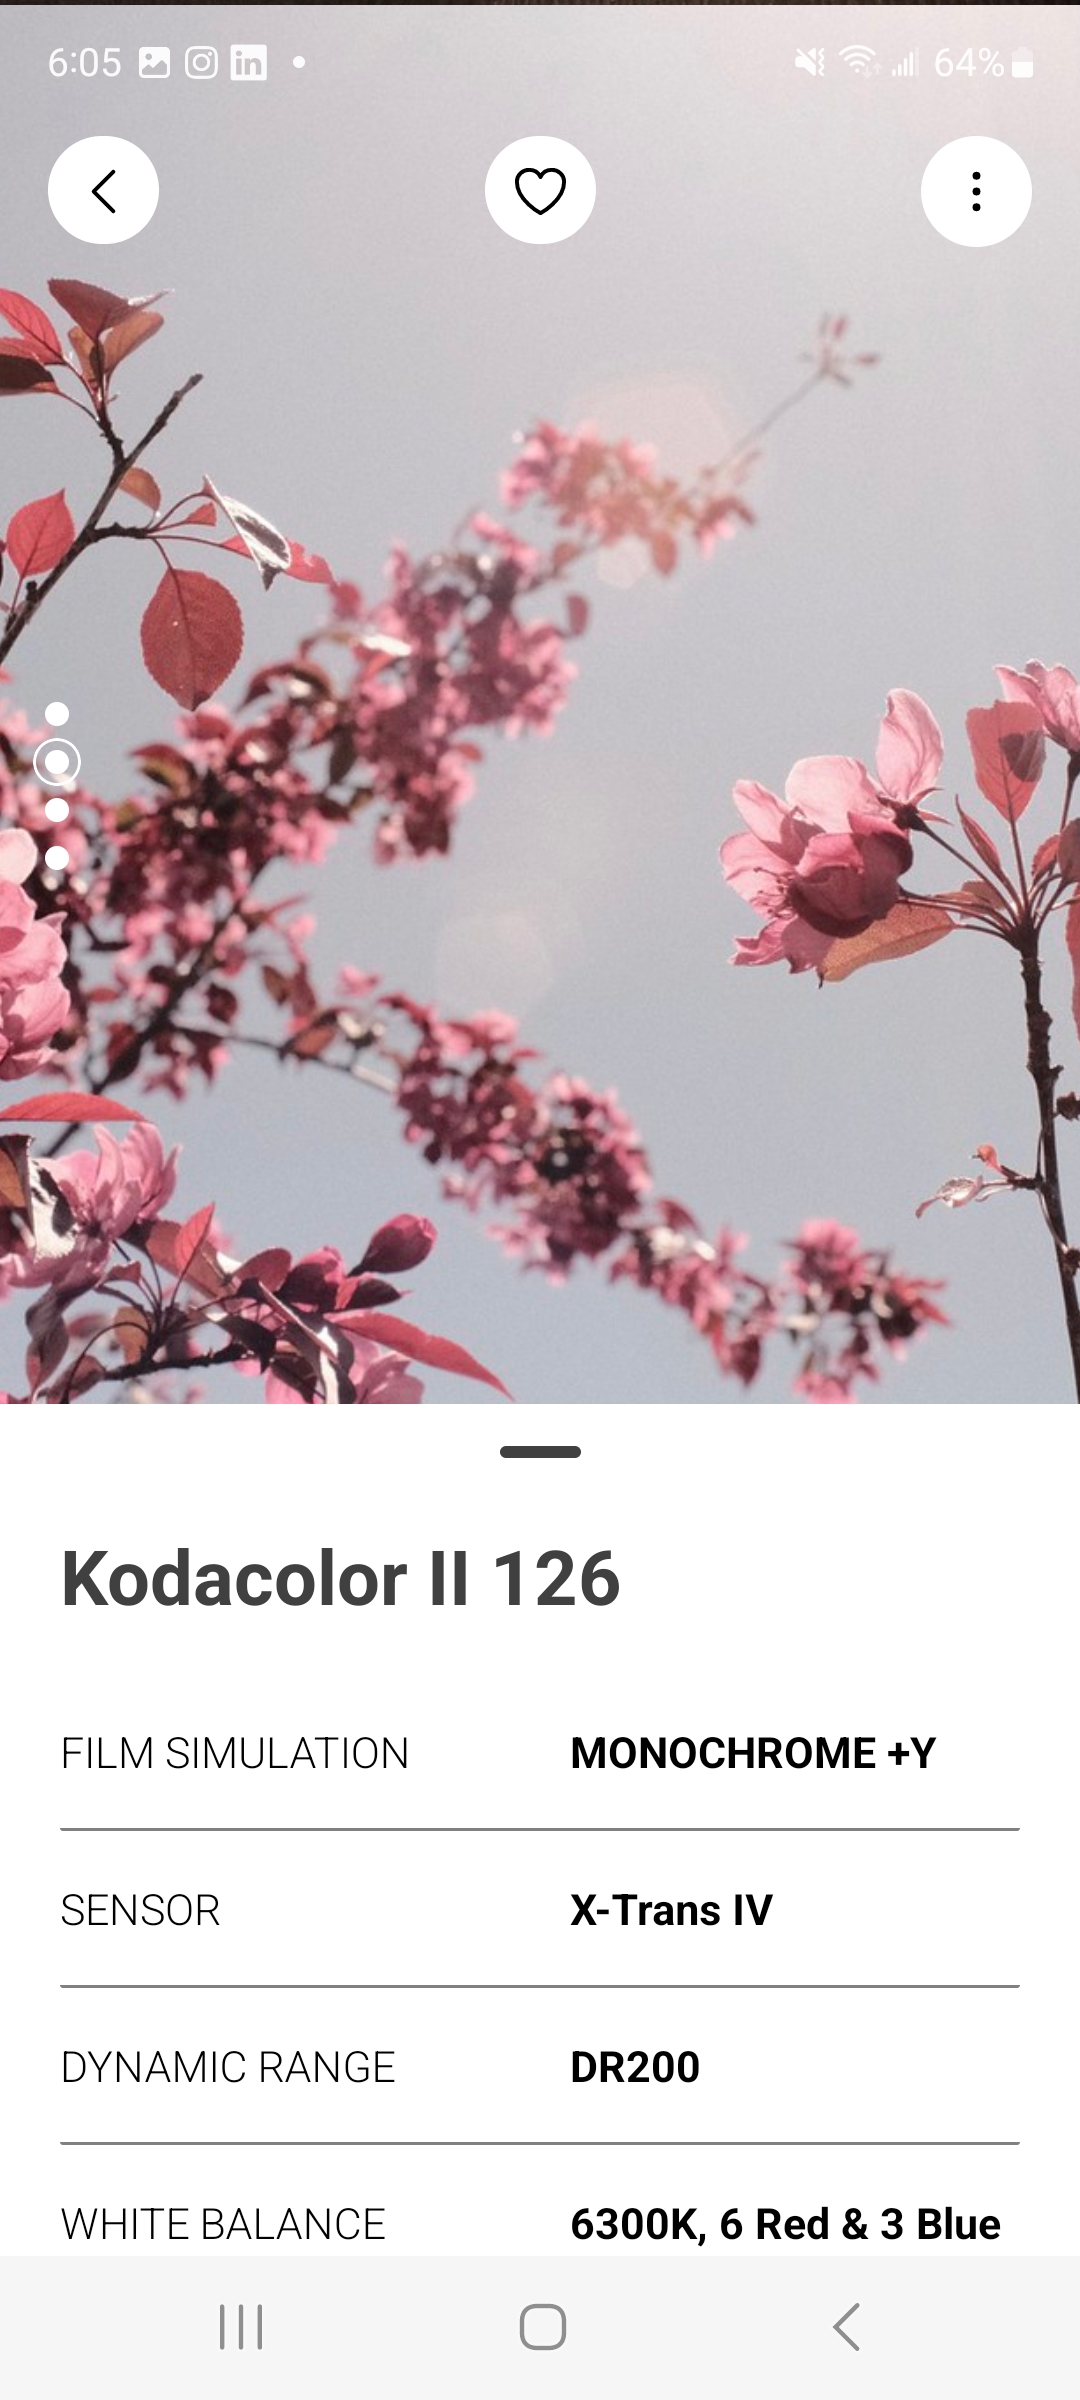 6:05 in 64%
Kodacolor II 126
FILM SIMULATION MONOCHROME +Y
SENSOR X-Trans IV
DYNAMIC RANGE DR200
WHITE BALANCE 6300K, 6 Red & 3 Blue